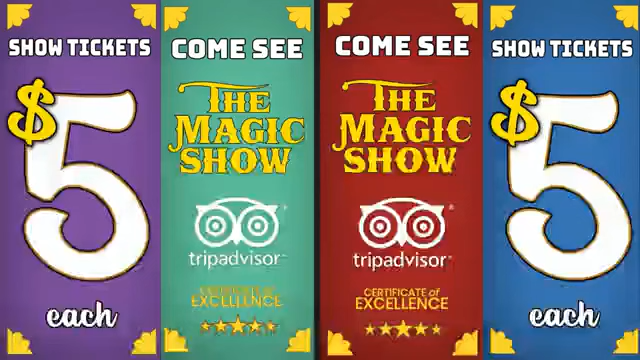 SHOW TICKETS
$5
each
COME SEE
THE
MAGIC
SHOW
tripadvisor
CERTIFICATE of
EXCELLENCE
COME SEE
THE
MAGIC
SHOW
tripadvisor®
CERTIFICATE of
EXCELLENCE
SHOW TICKETS
$5
each